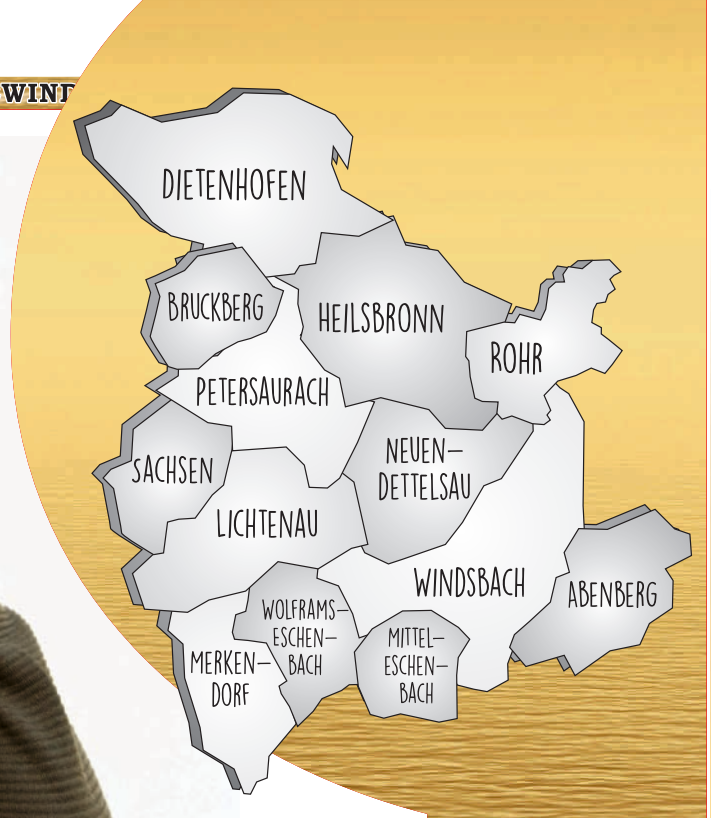 DIETENHOFEN
BRUCKBERG
HEILSBRONN
ROHR
PETERSAURACH
SACHSEN
NEUEN-
DETTELSAU
LICHTENAU
WINDSBACH
ABENBERG
WOLFRAMS-
ESCHEN-
BACH
MITTEL-
ESCHEN-
BACH
MERKEN-
DORF